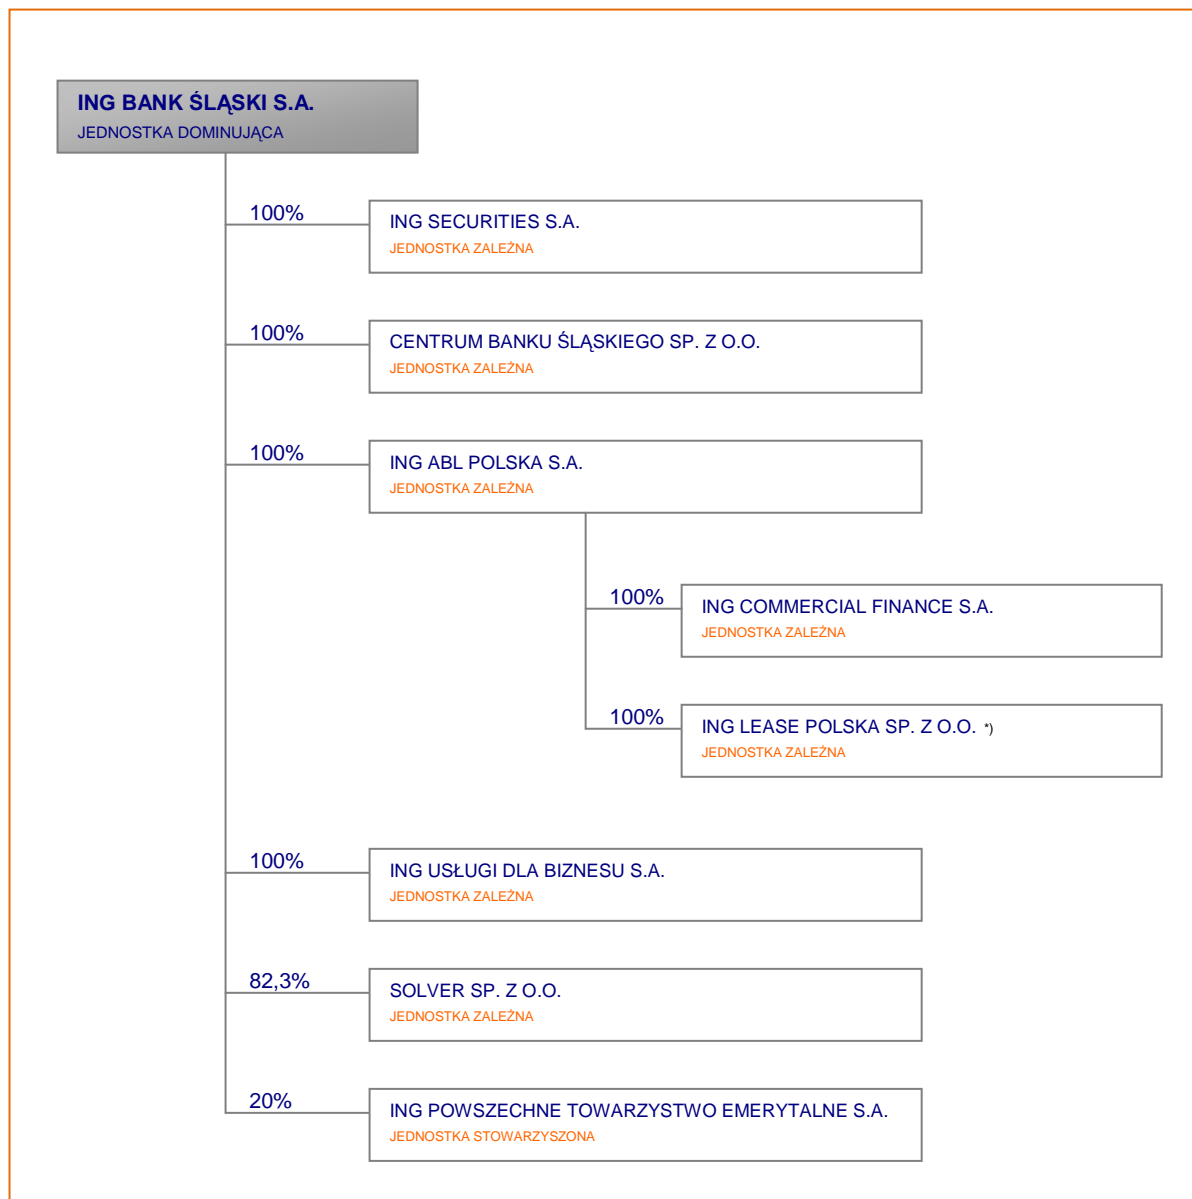 ING BANK ŚLĄSKI S.A.
JEDNOSTKA DOMINUJĄCA
100%
ING SECURITIES S.A.
JEDNOSTKA ZALEŻNA
100%
CENTRUM BANKU ŚLĄSKIEGO SP. Z O.O.
JEDNOSTKA ZALEŻNA
100%
ING ABL POLSKA S.A.
JEDNOSTKA ZALEŻNA
100%
ING COMMERCIAL FINANCE S.A.
JEDNOSTKA ZALEŻNA
100%
ING LEASE POLSKA SP. Z O.O. *)
JEDNOSTKA ZALEŻNA
100%
ING USŁUGI DLA BIZNESU S.A.
JEDNOSTKA ZALEŻNA
82,3%
SOLVER SP. Z O.O.
JEDNOSTKA ZALEŻNA
20%
ING POWSZECHNE TOWARZYSTWO EMERYTALNE S.A.
JEDNOSTKA STOWARZYSZONA